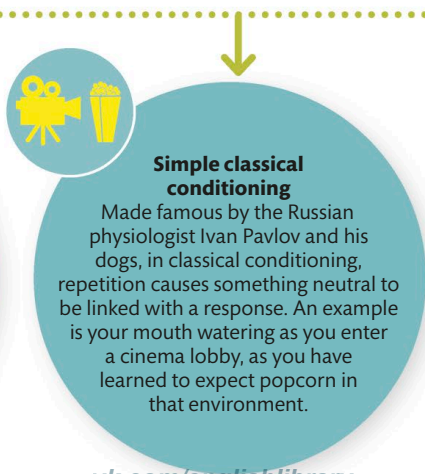 Simple classical
conditioning
Made famous by the Russian
physiologist Ivan Pavlov and his
dogs, in classical conditioning,
repetition causes something neutral to
be linked with a response. An example
is your mouth watering as you enter
a cinema lobby, as you have
learned to expect popcorn in
that environment.